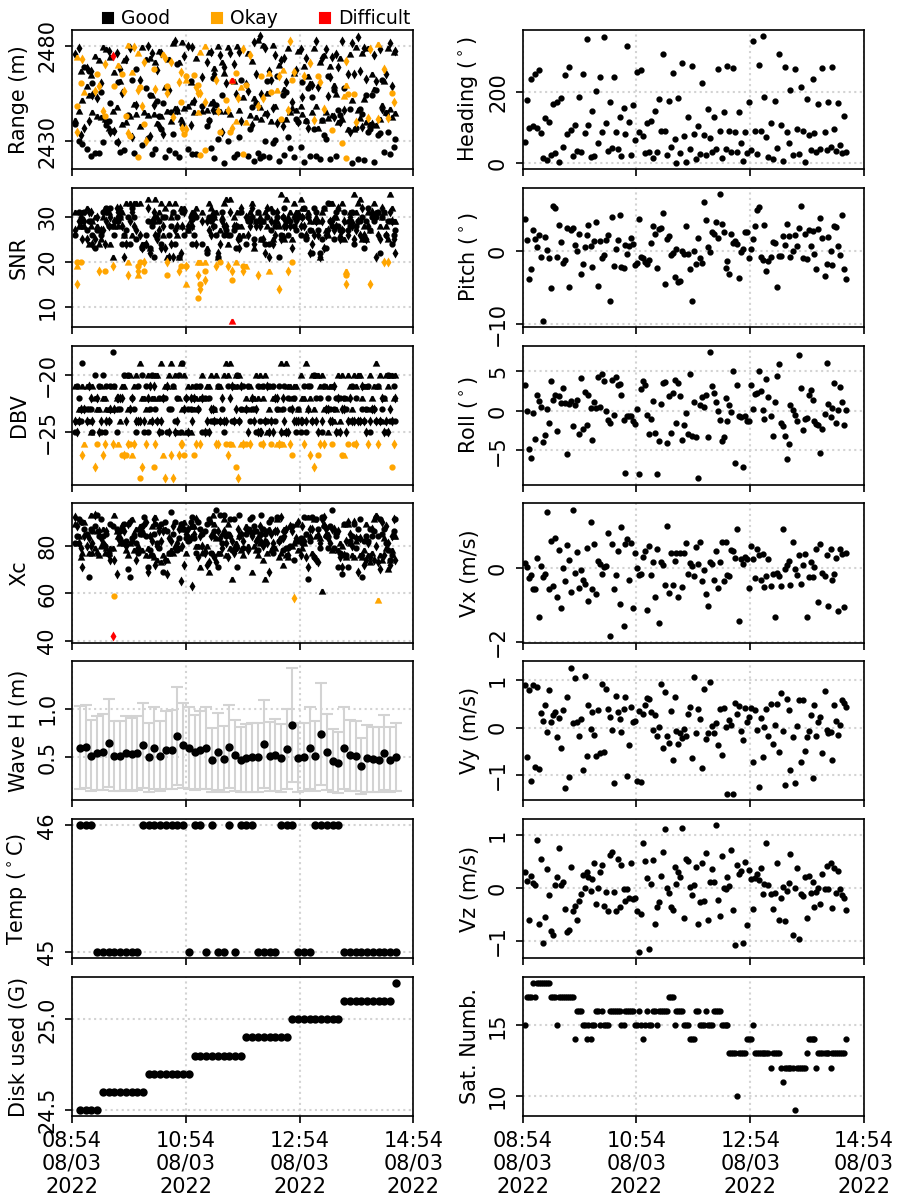 Good Okay Difficult
Range (m)
2480
2430
Heading (°)
200
0
SNR
30
20
10
Pitch (°)
0
−10
DBV
−20
−25
Roll (°)
5
0
−5
Xc
80
60
40
Vx (m/s)
0
−2
Wave H (m)
1.0
0.5
Vy (m/s)
1
0
−1
Temp (°C)
46
45
Vz (m/s)
1
0
−1
Disk used (G)
25.0
24.5
Sat. Numb.
15
10
08:54 10:54 12:54 14:54 08:54 10:54 12:54 14:54
08/03 08/03 08/03 08/03 08/03 08/03 08/03 08/03
2022 2022 2022 2022 2022 2022 2022 2022